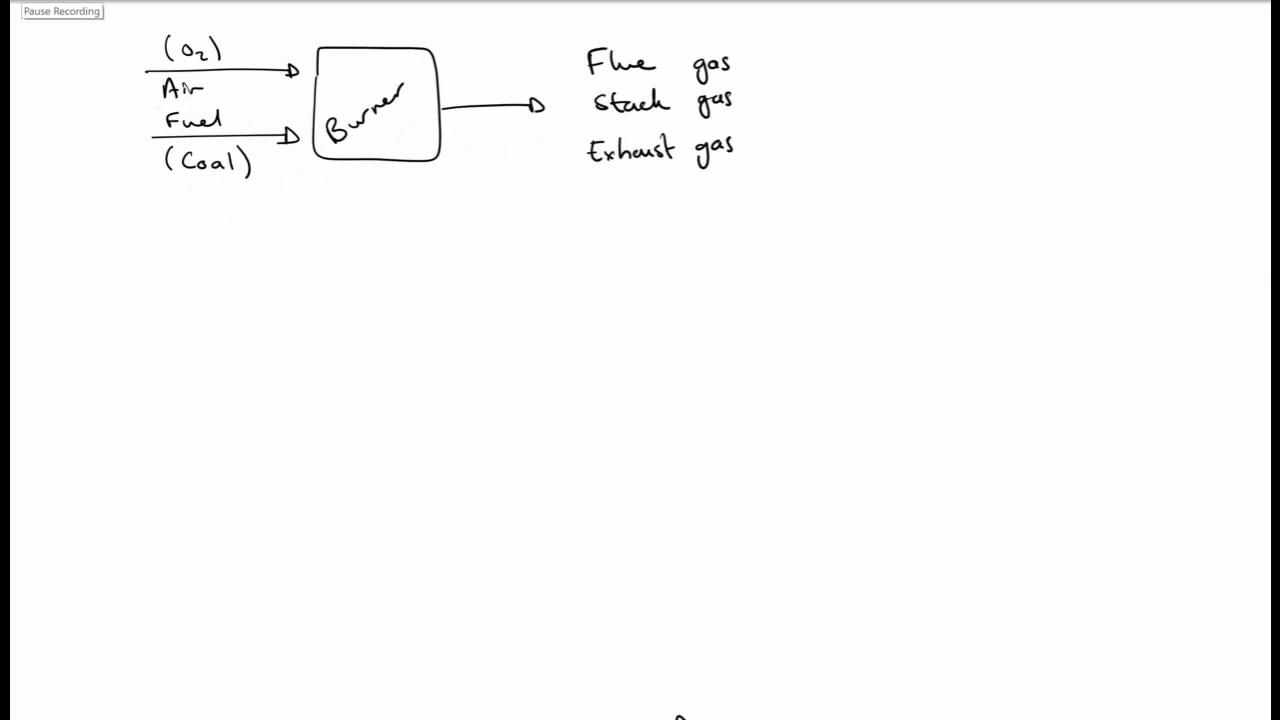 Pause Recording
(O₂)
Air
Fuel
(Coal)
Burner
Flue gas
Stack gas
Exhaust gas